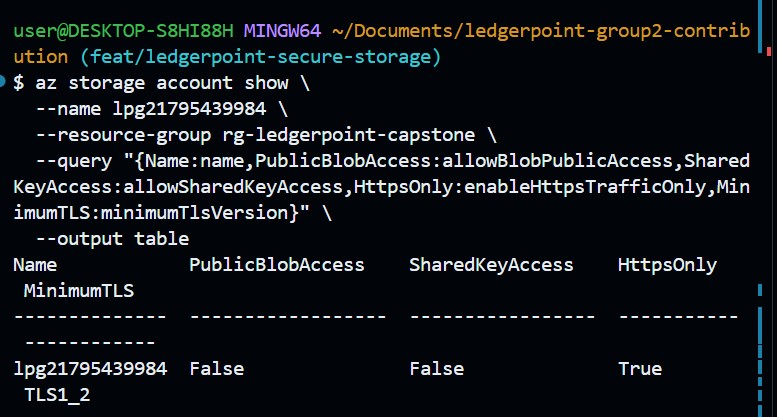 user@DESKTOP-S8HI88H MINGW64 ~/Documents/ledgerpoint-group2-contrib
ution (feat/ledgerpoint-secure-storage)
$ az storage account show \
  --name lpg21795439984 \
  --resource-group rg-ledgerpoint-capstone \
  --query "{Name:name,PublicBlobAccess:allowBlobPublicAccess,Shared
KeyAccess:allowSharedKeyAccess,HttpsOnly:enableHttpsTrafficOnly,Min
imumTLS:minimumTlsVersion}" \
  --output table
Name            PublicBlobAccess    SharedKeyAccess    HttpsOnly
 MinimumTLS
--------------  ------------------  -----------------  -----------
 ------------
lpg21795439984  False               False              True
 TLS1_2